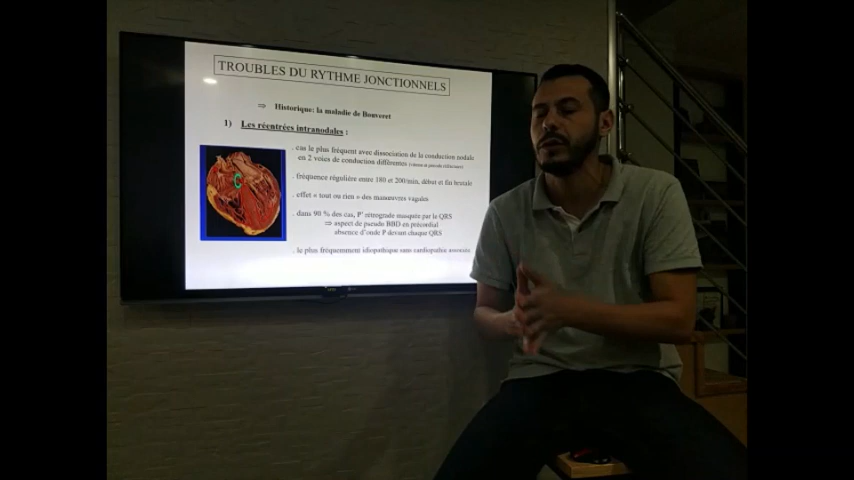 TROUBLES DU RYTHME JONCTIONNELS
⇒ Historique: la maladie de Bouveret
1) Les réentrées intranodales :
. cas le plus fréquent avec dissociation de la conduction nodale
en 2 voies de conduction différentes
. fréquence régulière entre 180 et 200/min, début et fin brutale
. effet « tout ou rien » des manœuvres vagales
. dans 90 % des cas, P' rétrograde masquée par le QRS
⇒ aspect de pseudo BBD en précordial
absence d'onde P devant chaque QRS
. le plus fréquemment idiopathique sans cardiopathie associée